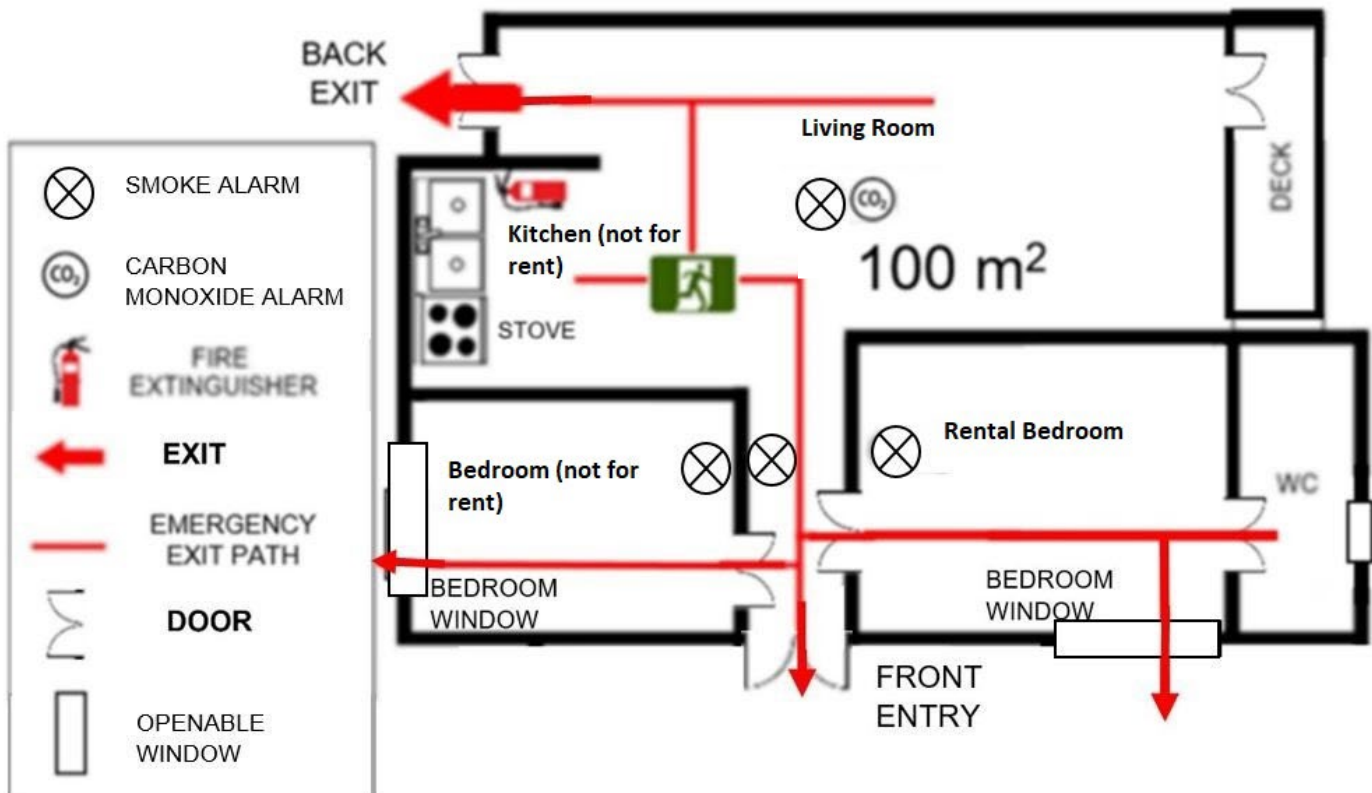 BACK
EXIT
Living Room
DECK
SMOKE ALARM
CO₂
CARBON
MONOXIDE ALARM
CO₂
FIRE
EXTINGUISHER
EXIT
EMERGENCY
EXIT PATH
DOOR
OPENABLE
WINDOW
Kitchen (not for
rent)
STOVE
100 m²
Bedroom (not for
rent)
BEDROOM
WINDOW
Rental Bedroom
WC
BEDROOM
WINDOW
FRONT
ENTRY